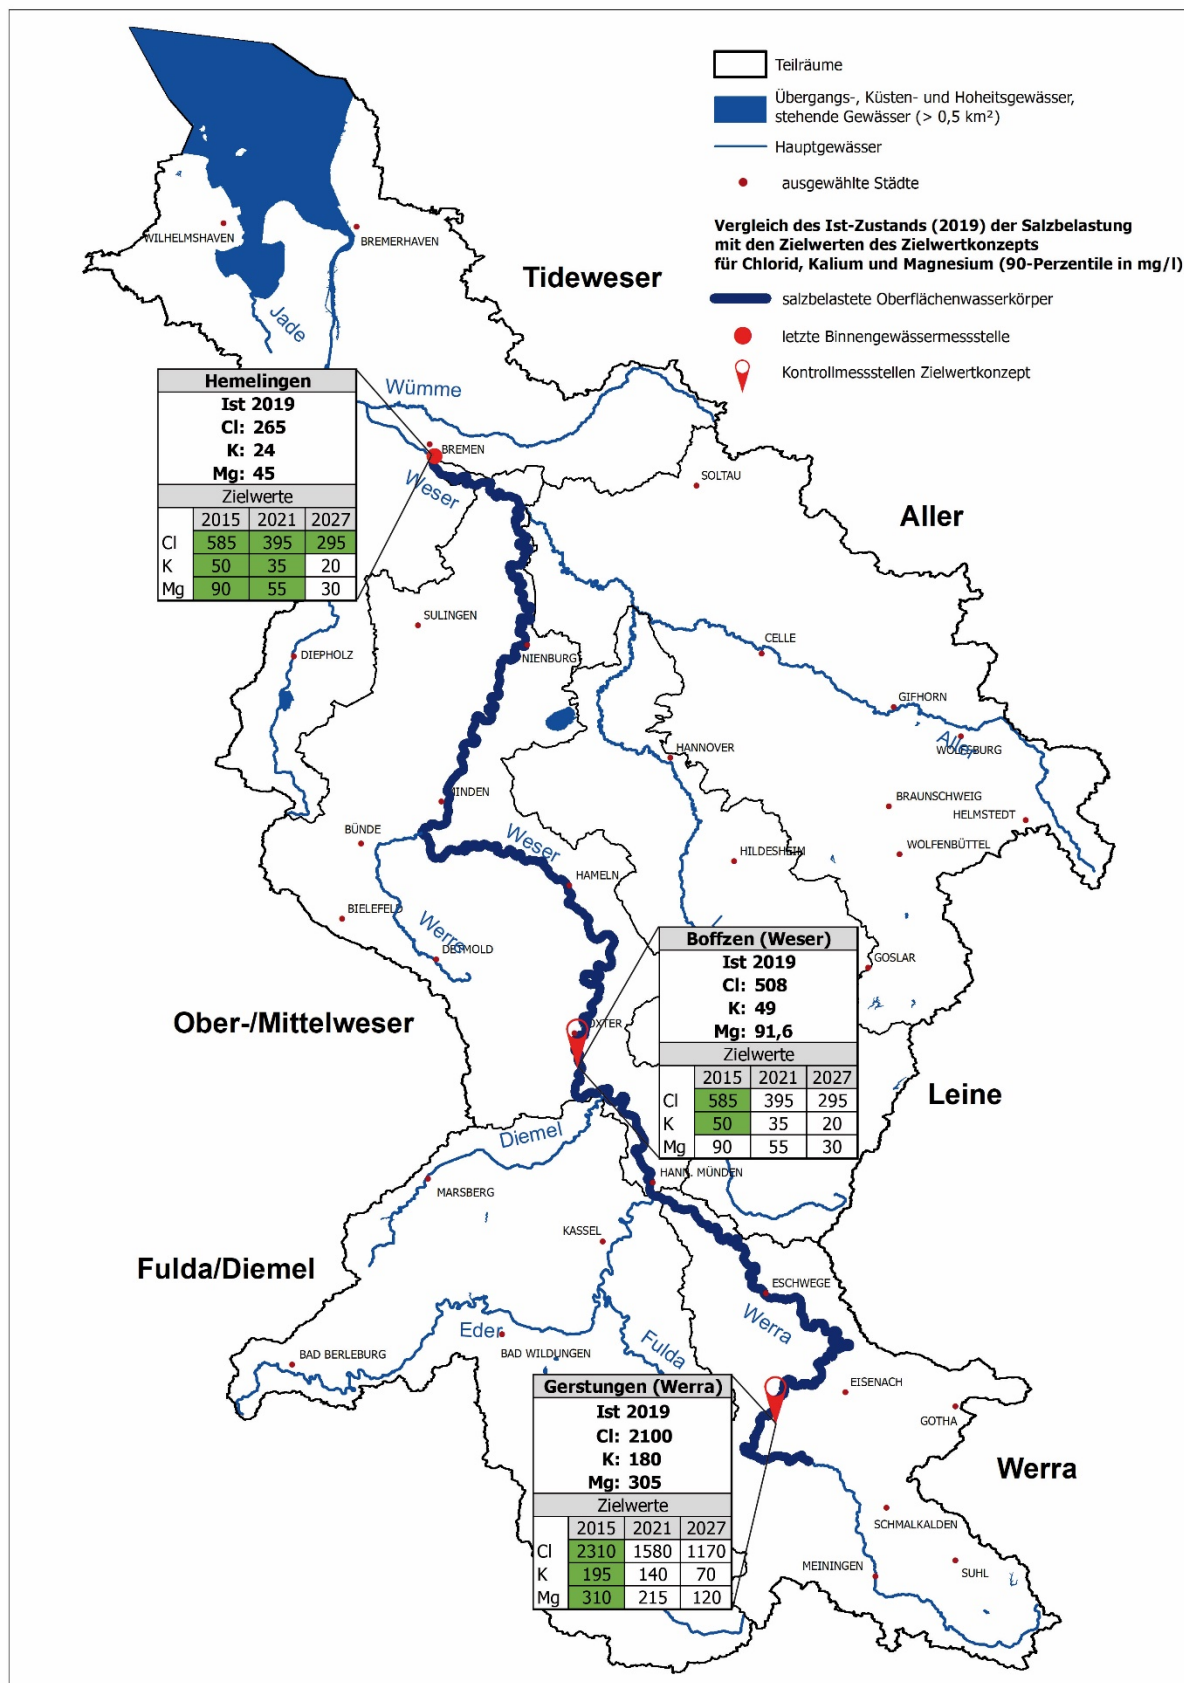 Teilräume
Übergangs-, Küsten- und Hoheitsgewässer,
stehende Gewässer (> 0,5 km²)
Hauptgewässer
ausgewählte Städte
Vergleich des Ist-Zustands (2019) der Salzbelastung
mit den Zielwerten des Zielwertkonzepts
für Chlorid, Kalium und Magnesium (90-Perzentile in mg/l)
salzbelastete Oberflächenwasserkörper
letzte Binnengewässermessstelle
Kontrollmessstellen Zielwertkonzept
WILHELMSHAVEN
BREMERHAVEN
Tideweser
Jade
Hemelingen
Ist 2019
Cl: 265
K: 24
Mg: 45
Zielwerte
2015 2021 2027
Cl 585 395 295
K 50 35 20
Mg 90 55 30
Wümme
BREMEN
Weser
SOLTAU
Aller
SULINGEN
DIEPHOLZ
NIENBURG
CELLE
GIFHORN
Aller
WOLFSBURG
HANNOVER
BRAUNSCHWEIG
HELMSTEDT
MINDEN
BÜNDE
Weser
HILDESHEIM
WOLFENBÜTTEL
HAMELN
BIELEFELD
Werre
DETMOLD
GOSLAR
Boffzen (Weser)
Ist 2019
Cl: 508
K: 49
Mg: 91,6
Zielwerte
2015 2021 2027
Cl 585 395 295
K 50 35 20
Mg 90 55 30
Ober-/Mittelweser
OXTER
Leine
Diemel
MARSBERG
HANN. MÜNDEN
KASSEL
Fulda/Diemel
ESCHWEGE
Werra
Eder
Fulda
BAD BERLEBURG
BAD WILDUNGEN
EISENACH
GOTHA
Gerstungen (Werra)
Ist 2019
Cl: 2100
K: 180
Mg: 305
Zielwerte
2015 2021 2027
Cl 2310 1580 1170
K 195 140 70
Mg 310 215 120
Werra
SCHMALKALDEN
MEININGEN
SUHL